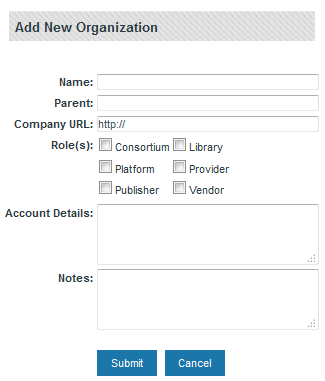 Add New Organization
Name:
Parent:
Company URL: http://
Role(s): Consortium Library
Platform Provider
Publisher Vendor
Account Details:
Notes:
Submit Cancel